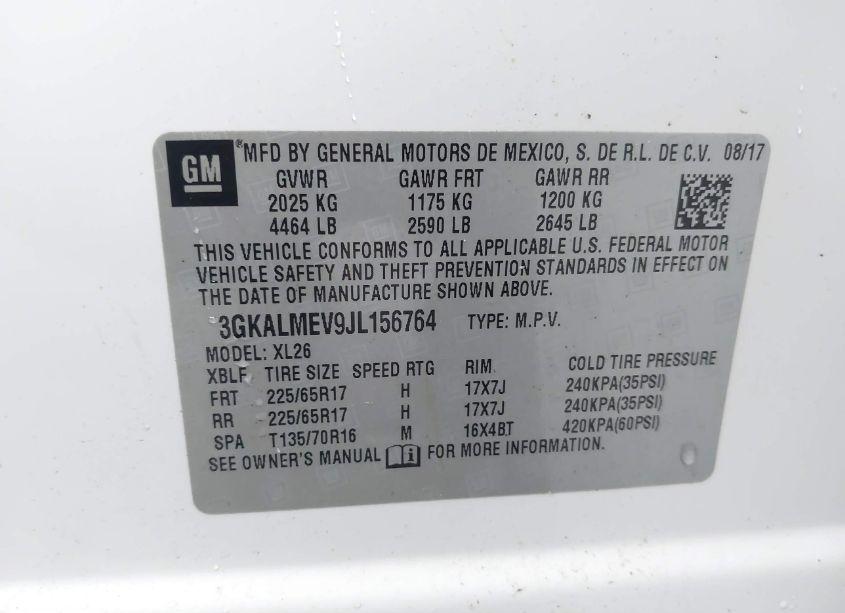 GM ® MFD BY GENERAL MOTORS DE MEXICO, S. DE R.L. DE C.V. 08/17
GVWR GAWR FRT GAWR RR
2025 KG 1175 KG 1200 KG
4464 LB 2590 LB 2645 LB
THIS VEHICLE CONFORMS TO ALL APPLICABLE U.S. FEDERAL MOTOR
VEHICLE SAFETY AND THEFT PREVENTION STANDARDS IN EFFECT ON
THE DATE OF MANUFACTURE SHOWN ABOVE.
3GKALMEV9JL156764 TYPE: M.P.V.
MODEL: XL26
XBLF TIRE SIZE SPEED RTG RIM COLD TIRE PRESSURE
FRT 225/65R17 H 17X7J 240KPA(35PSI)
RR 225/65R17 H 17X7J 240KPA(35PSI)
SPA T135/70R16 M 16X4BT 420KPA(60PSI)
SEE OWNER'S MANUAL i FOR MORE INFORMATION.